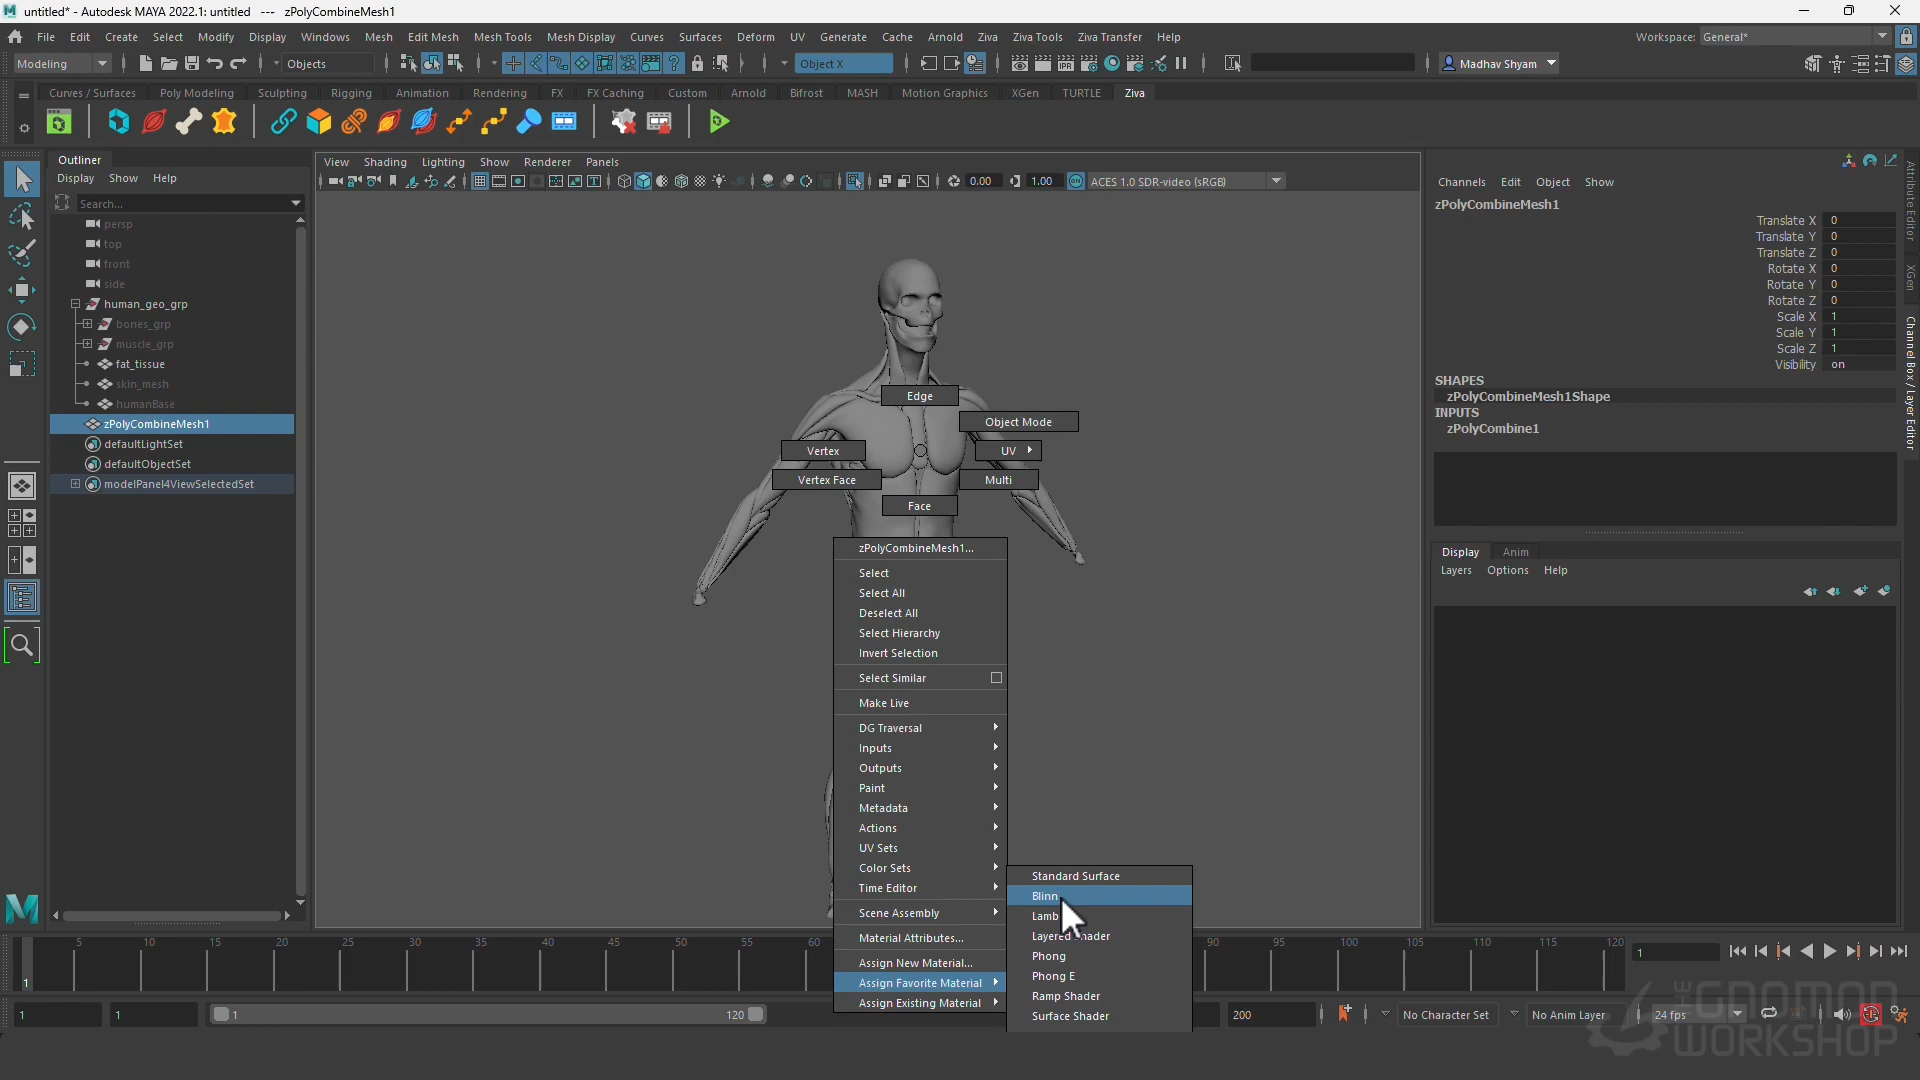 untitled* - Autodesk MAYA 2022.1: untitled --- zPolyCombineMesh1
File Edit Create Select Modify Display Windows Mesh Edit Mesh Mesh Tools Mesh Display Curves Surfaces Deform UV Generate Cache Arnold Ziva Ziva Tools Ziva Transfer Help
Workspace: General*
Modeling
Objects
Object X
Madhav Shyam
Curves / Surfaces Poly Modeling Sculpting Rigging Animation Rendering FX FX Caching Custom Arnold Bifrost MASH Motion Graphics XGen TURTLE Ziva
Outliner
Display Show Help
Search...
persp
top
front
side
human_geo_grp
bones_grp
muscle_grp
fat_tissue
skin_mesh
humanBase
zPolyCombineMesh1
defaultLightSet
defaultObjectSet
modelPanel4ViewSelectedSet
View Shading Lighting Show Renderer Panels
0.00 1.00 ACES 1.0 SDR-video (sRGB)
Edge
Object Mode
Vertex
UV
Vertex Face
Multi
Face
zPolyCombineMesh1...
Select
Select All
Deselect All
Select Hierarchy
Invert Selection
Select Similar
Make Live
DG Traversal
Inputs
Outputs
Paint
Metadata
Actions
UV Sets
Color Sets
Time Editor
Scene Assembly
Material Attributes...
Assign New Material...
Assign Favorite Material
Assign Existing Material
Standard Surface
Blinn
Lamb
Layered
Phong
Phong E
Ramp Shader
Surface Shader
Channels Edit Object Show
zPolyCombineMesh1
Translate X 0
Translate Y 0
Translate Z 0
Rotate X 0
Rotate Y 0
Rotate Z 0
Scale X 1
Scale Y 1
Scale Z 1
Visibility on
SHAPES
zPolyCombineMesh1Shape
INPUTS
zPolyCombine1
Display Anim
Layers Options Help
Attribute Editor
XGen
Channel Box / Layer Editor
5 10 15 20 25 30 35 40 45 50 55 60 90 95 100 105 110 115 120
1
1
1 1 1 120 200
No Character Set
No Anim Layer
24 fps
THE GNOMON WORKSHOP